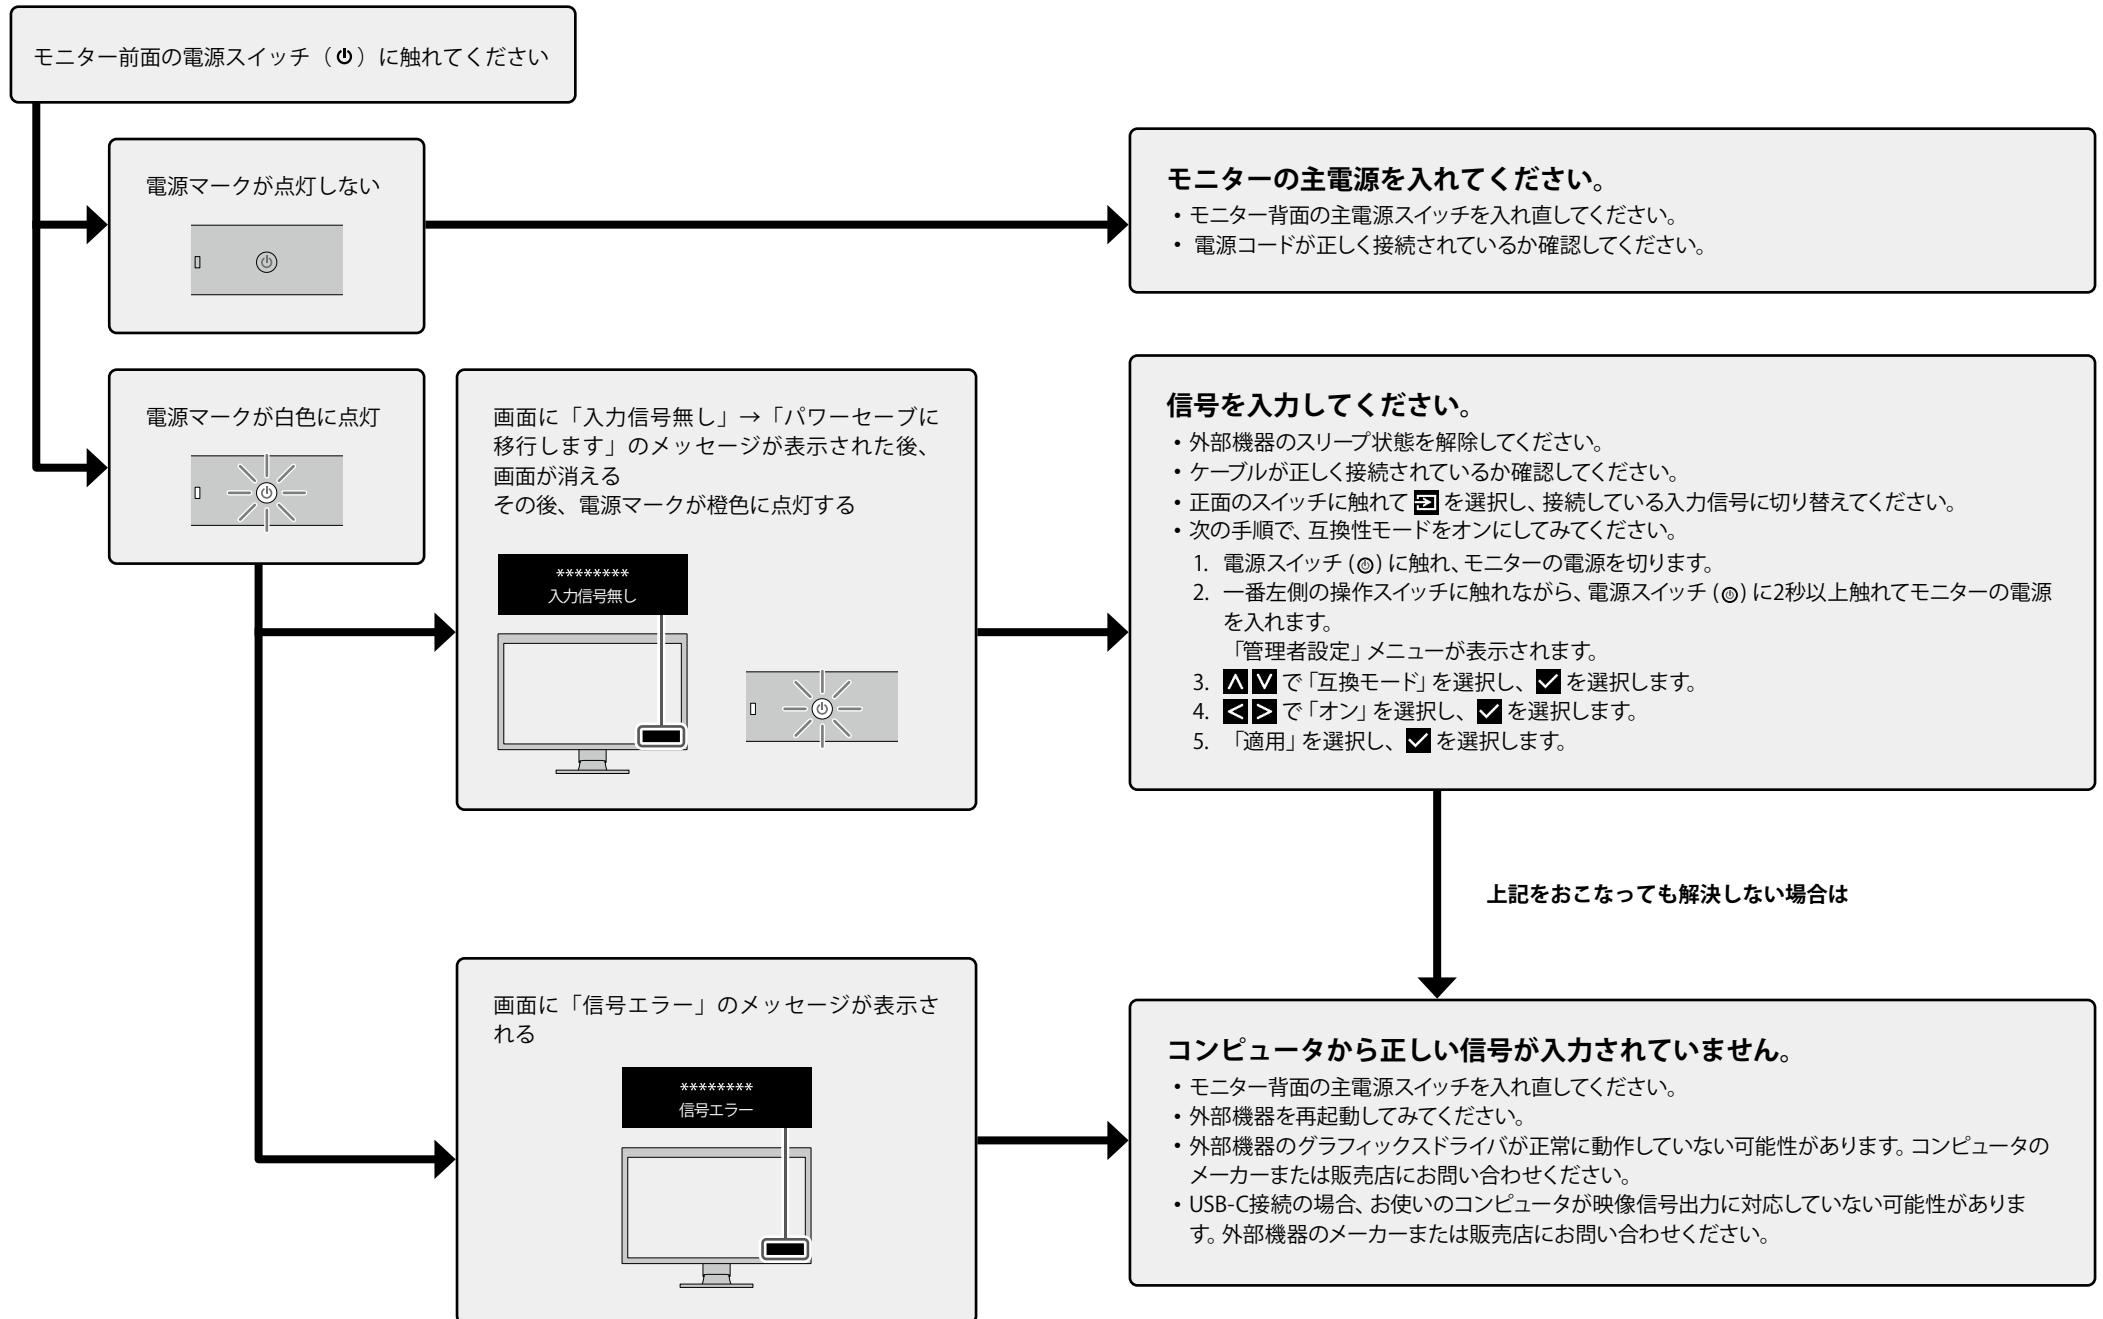 モニター前面の電源スイッチ（⏻）に触れてください
電源マークが点灯しない
モニターの主電源を入れてください。
• モニター背面の主電源スイッチを入れ直してください。
• 電源コードが正しく接続されているか確認してください。
電源マークが白色に点灯
画面に「入力信号無し」→「パワーセーブに
移行します」のメッセージが表示された後、
画面が消える
その後、電源マークが橙色に点灯する
********
入力信号無し
信号を入力してください。
• 外部機器のスリープ状態を解除してください。
• ケーブルが正しく接続されているか確認してください。
• 正面のスイッチに触れて を選択し、接続している入力信号に切り替えてください。
• 次の手順で、互換性モードをオンにしてみてください。
1. 電源スイッチ (⏻) に触れ、モニターの電源を切ります。
2. 一番左側の操作スイッチに触れながら、電源スイッチ (⏻) に2秒以上触れてモニターの電源
を入れます。
「管理者設定」メニューが表示されます。
3. ∧ ∨ で「互換モード」を選択し、 ✓ を選択します。
4. < > で「オン」を選択し、 ✓ を選択します。
5. 「適用」を選択し、 ✓ を選択します。
上記をおこなっても解決しない場合は
画面に「信号エラー」のメッセージが表示さ
れる
********
信号エラー
コンピュータから正しい信号が入力されていません。
• モニター背面の主電源スイッチを入れ直してください。
• 外部機器を再起動してみてください。
• 外部機器のグラフィックスドライバが正常に動作していない可能性があります。コンピュータの
メーカーまたは販売店にお問い合わせください。
• USB-C接続の場合、お使いのコンピュータが映像信号出力に対応していない可能性がありま
す。外部機器のメーカーまたは販売店にお問い合わせください。